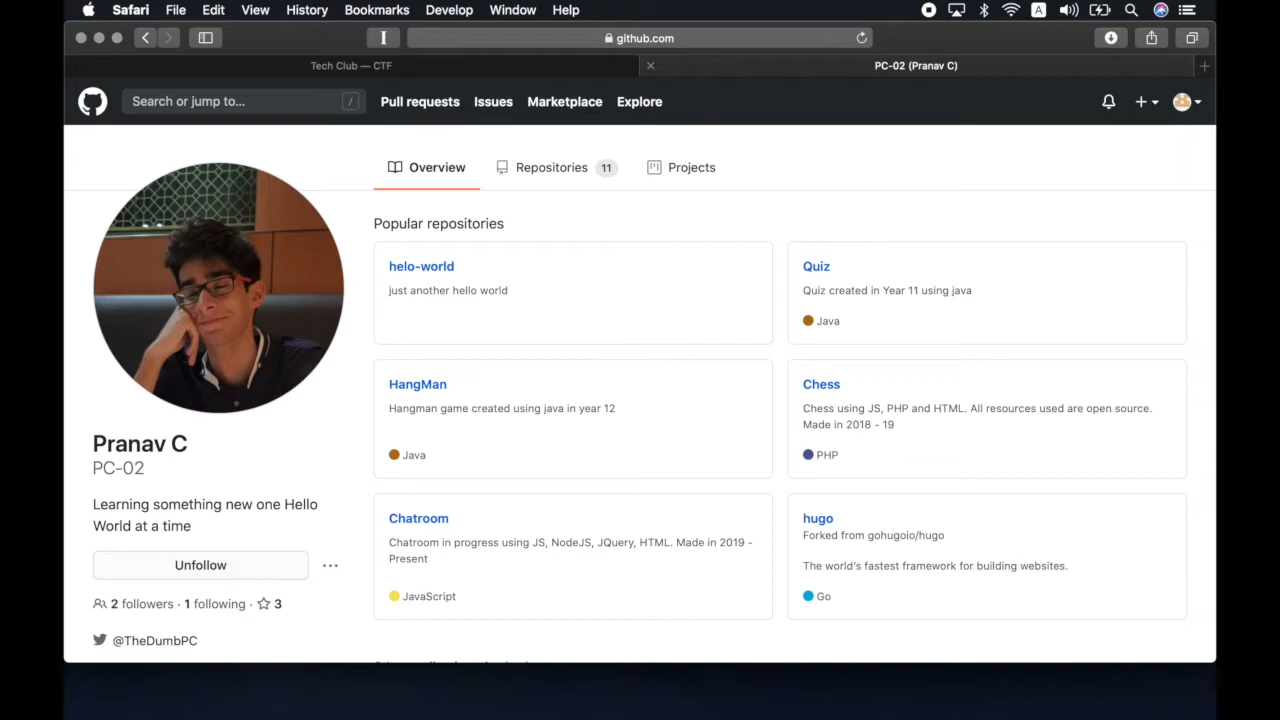 Safari File Edit View History Bookmarks Develop Window Help A
I github.com
Tech Club — CTF PC-02 (Pranav C)
Search or jump to... / Pull requests Issues Marketplace Explore
Overview Repositories 11 Projects
Popular repositories
helo-world
just another hello world
Quiz
Quiz created in Year 11 using java
Java
HangMan
Hangman game created using java in year 12
Java
Chess
Chess using JS, PHP and HTML. All resources used are open source.
Made in 2018 - 19
PHP
Chatroom
Chatroom in progress using JS, NodeJS, JQuery, HTML. Made in 2019 -
Present
JavaScript
hugo
Forked from gohugoio/hugo
The world's fastest framework for building websites.
Go
Pranav C
PC-02
Learning something new one Hello
World at a time
Unfollow
2 followers · 1 following · 3
@TheDumbPC